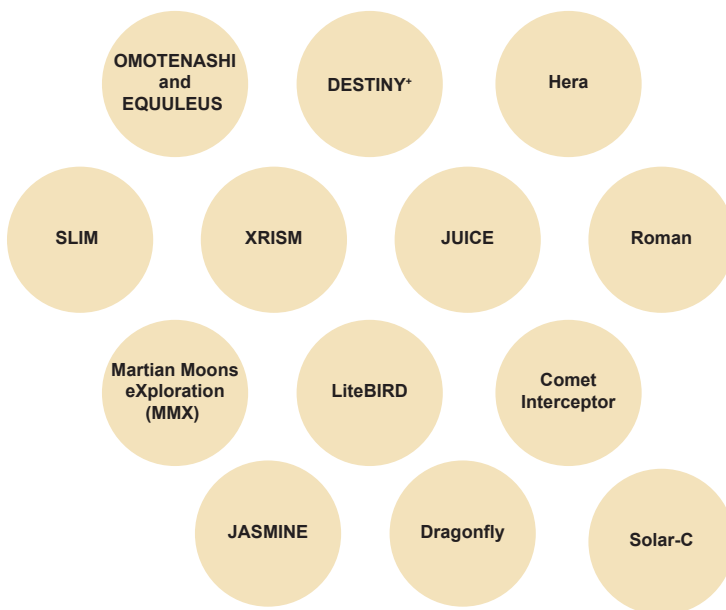 OMOTENASHI
and
EQUULEUS
DESTINY⁺
Hera
SLIM
XRISM
JUICE
Roman
Martian Moons
eXploration
(MMX)
LiteBIRD
Comet
Interceptor
JASMINE
Dragonfly
Solar-C